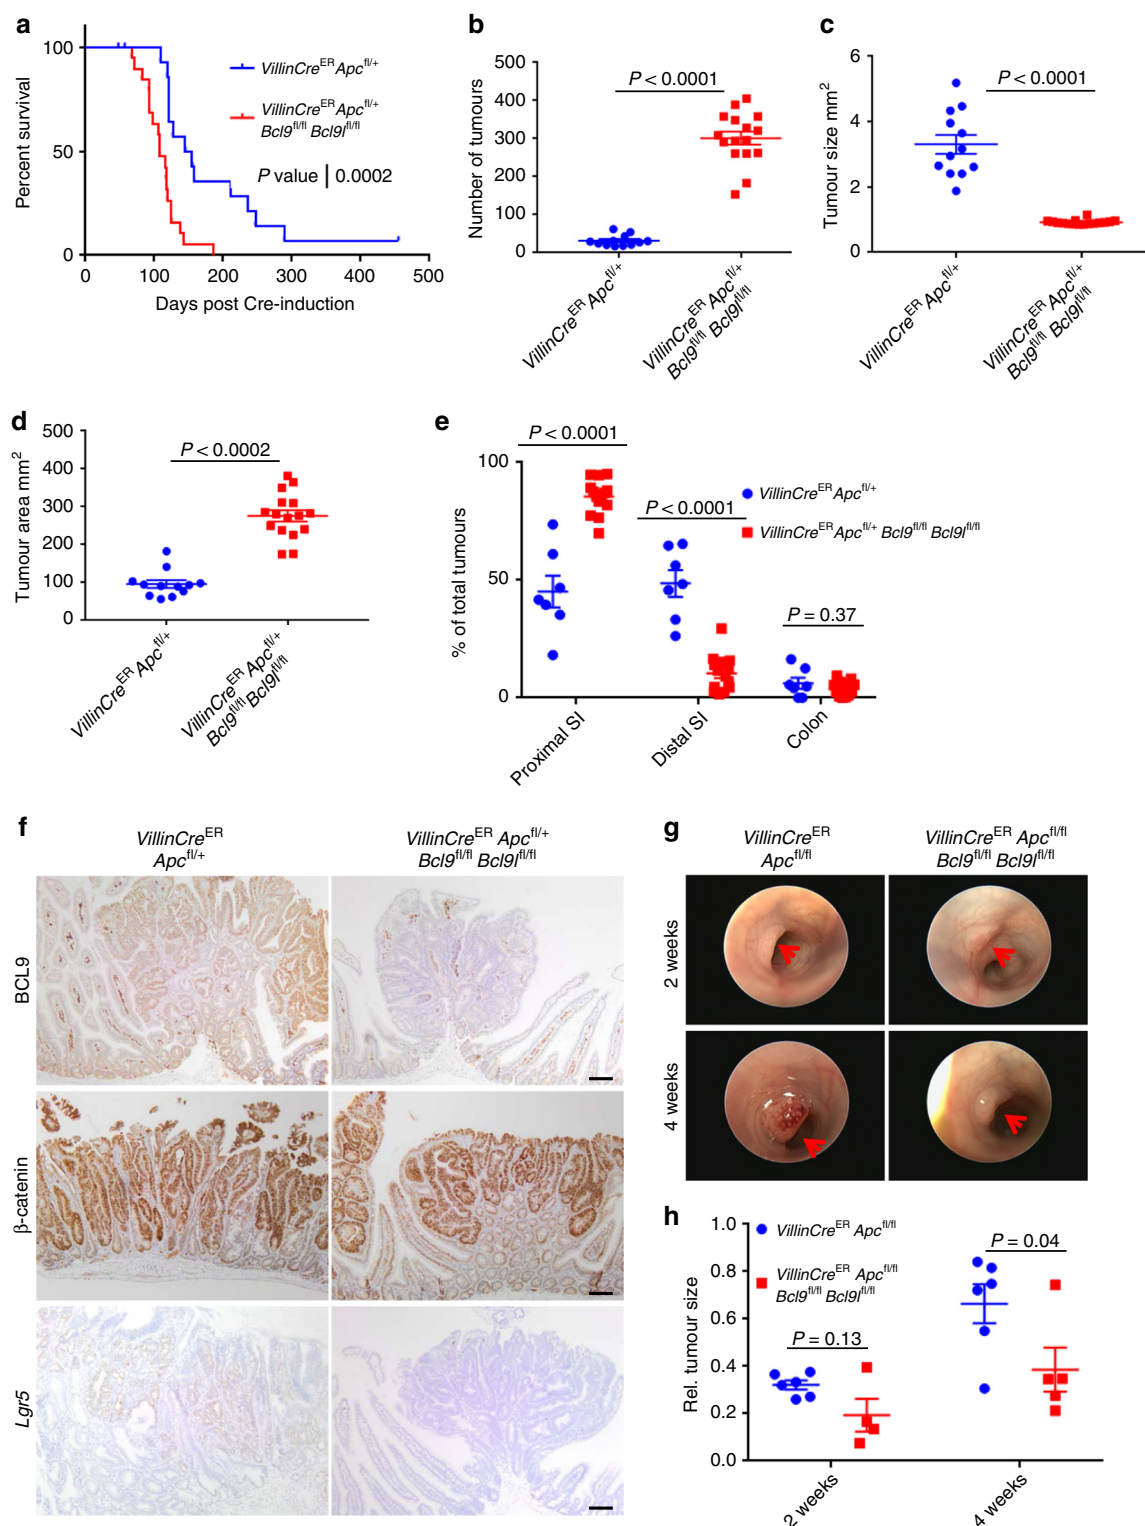 a
Percent survival
100
50
0
0 100 200 300 400 500
Days post Cre-induction
VillinCreER Apcfl/+
VillinCreER Apcfl/+
Bcl9fl/fl Bcl9lfl/fl
P value | 0.0002
b
Number of tumours
500
400
300
200
100
0
P < 0.0001
VillinCreER Apcfl/+
VillinCreER Apcfl/+
Bcl9fl/fl Bcl9lfl/fl
c
Tumour size mm2
6
4
2
0
P < 0.0001
VillinCreER Apcfl/+
VillinCreER Apcfl/+
Bcl9fl/fl Bcl9lfl/fl
d
Tumour area mm2
500
400
300
200
100
0
P < 0.0002
VillinCreER Apcfl/+
VillinCreER Apcfl/+
Bcl9fl/fl Bcl9lfl/fl
e
% of total tumours
100
50
0
P < 0.0001
P < 0.0001
P = 0.37
VillinCreER Apcfl/+
VillinCreER Apcfl/+ Bcl9fl/fl Bcl9lfl/fl
Proximal SI
Distal SI
Colon
f
VillinCreER
Apcfl/+
VillinCreER Apcfl/+
Bcl9fl/fl Bcl9lfl/fl
BCL9
β-catenin
Lgr5
g
VillinCreER
Apcfl/fl
VillinCreER Apcfl/fl
Bcl9fl/fl Bcl9lfl/fl
2 weeks
4 weeks
h
Rel. tumour size
1.0
0.8
0.6
0.4
0.2
0.0
VillinCreER Apcfl/fl
VillinCreER Apcfl/fl
Bcl9fl/fl Bcl9lfl/fl
P = 0.13
P = 0.04
2 weeks
4 weeks